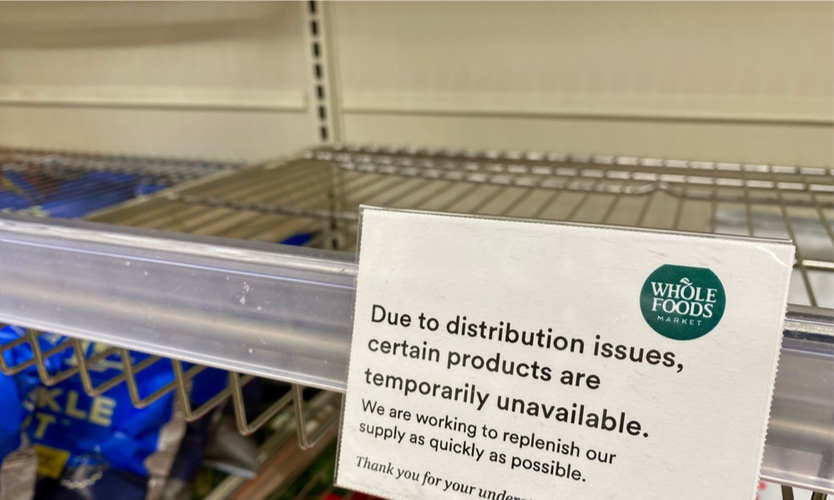 WHOLE
FOODS
MARKET
Due to distribution issues,
certain products are
temporarily unavailable.
We are working to replenish our
supply as quickly as possible.
Thank you for your
KLE
T